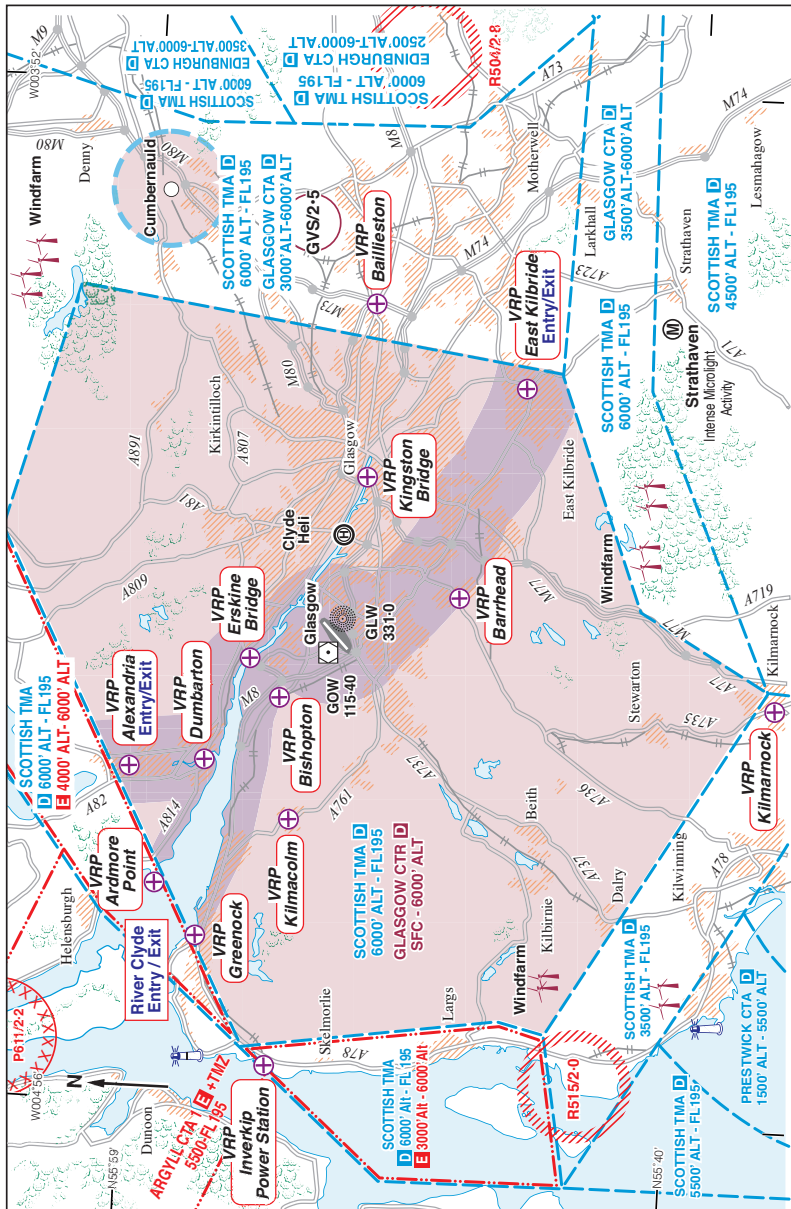 P611/2·2
Helensburgh
SCOTTISH TMA
D 6000' ALT - FL195
E 4000' ALT- 6000' ALT
A82
VRP
Ardmore
Point
A814
VRP
Alexandria
Entry/Exit
VRP
Dumbarton
VRP
Erskine
Bridge
A809
A81
A891
Kirkintilloch
A807
Windfarm
Denny
M80
M9
W003°52'
Cumbernauld
M80
SCOTTISH TMA D
6000' ALT - FL195
EDINBURGH CTA D
3500'ALT-6000'ALT
SCOTTISH TMA D
6000' ALT - FL195
EDINBURGH CTA D
2500'ALT-6000'ALT
R504/2·8
SCOTTISH TMA D
6000' ALT - FL195
GLASGOW CTA D
3000'ALT-6000'ALT
GVS/2·5
W004°56'
N
N55°59'
Dunoon
ARGYLL CTA 1 E +TMZ
5500-FL195
River Clyde
Entry / Exit
VRP
Inverkip
Power Station
VRP
Greenock
VRP
Kilmacolm
A761
VRP
Bishopton
M8
Glasgow
GOW
115·40
GLW
331·0
Clyde
Heli
Glasgow
VRP
Kingston
Bridge
M80
M73
VRP
Baillieston
M8
A73
M74
Motherwell
M74
Skelmorlie
A78
Largs
SCOTTISH TMA
D 6000' Alt - FL195
E 3000' Alt - 6000' Alt
SCOTTISH TMA D
6000' ALT - FL195
GLASGOW CTR D
SFC - 6000' ALT
A737
VRP
Barrhead
VRP
East Kilbride
Entry/Exit
East Kilbride
Larkhall
A723
GLASGOW CTA D
3500'ALT-6000'ALT
Windfarm
Kilbirnie
Beith
A737
Dalry
A736
Stewarton
A735
M77
Windfarm
M77
A77
A719
SCOTTISH TMA D
6000' ALT - FL195
Strathaven
Intense Microlight
Activity
M
Strathaven
A71
Lesmahagow
SCOTTISH TMA D
4500' ALT - FL195
R515/2·0
SCOTTISH TMA D
3500' ALT - FL195
Kilwinning
A78
VRP
Kilmarnock
Kilmarnock
N55°40'
SCOTTISH TMA D
5500' ALT - FL195
PRESTWICK CTA D
1500' ALT - 5500' ALT
H